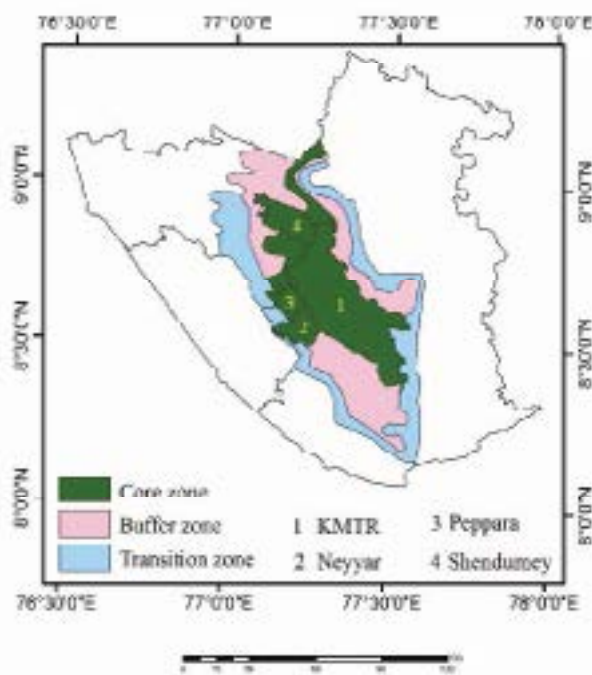 76°30'0"E 77°0'0"E 77°30'0"E 78°0'0"E
9°0'0"N 9°0'0"N
8°30'0"N 8°30'0"N
8°0'0"N 8°0'0"N
4
1
3
2
Core zone
Buffer zone 1 KMTR 3 Peppara
Transition zone 2 Neyyar 4 Shendurney
76°30'0"E 77°0'0"E 77°30'0"E 78°0'0"E